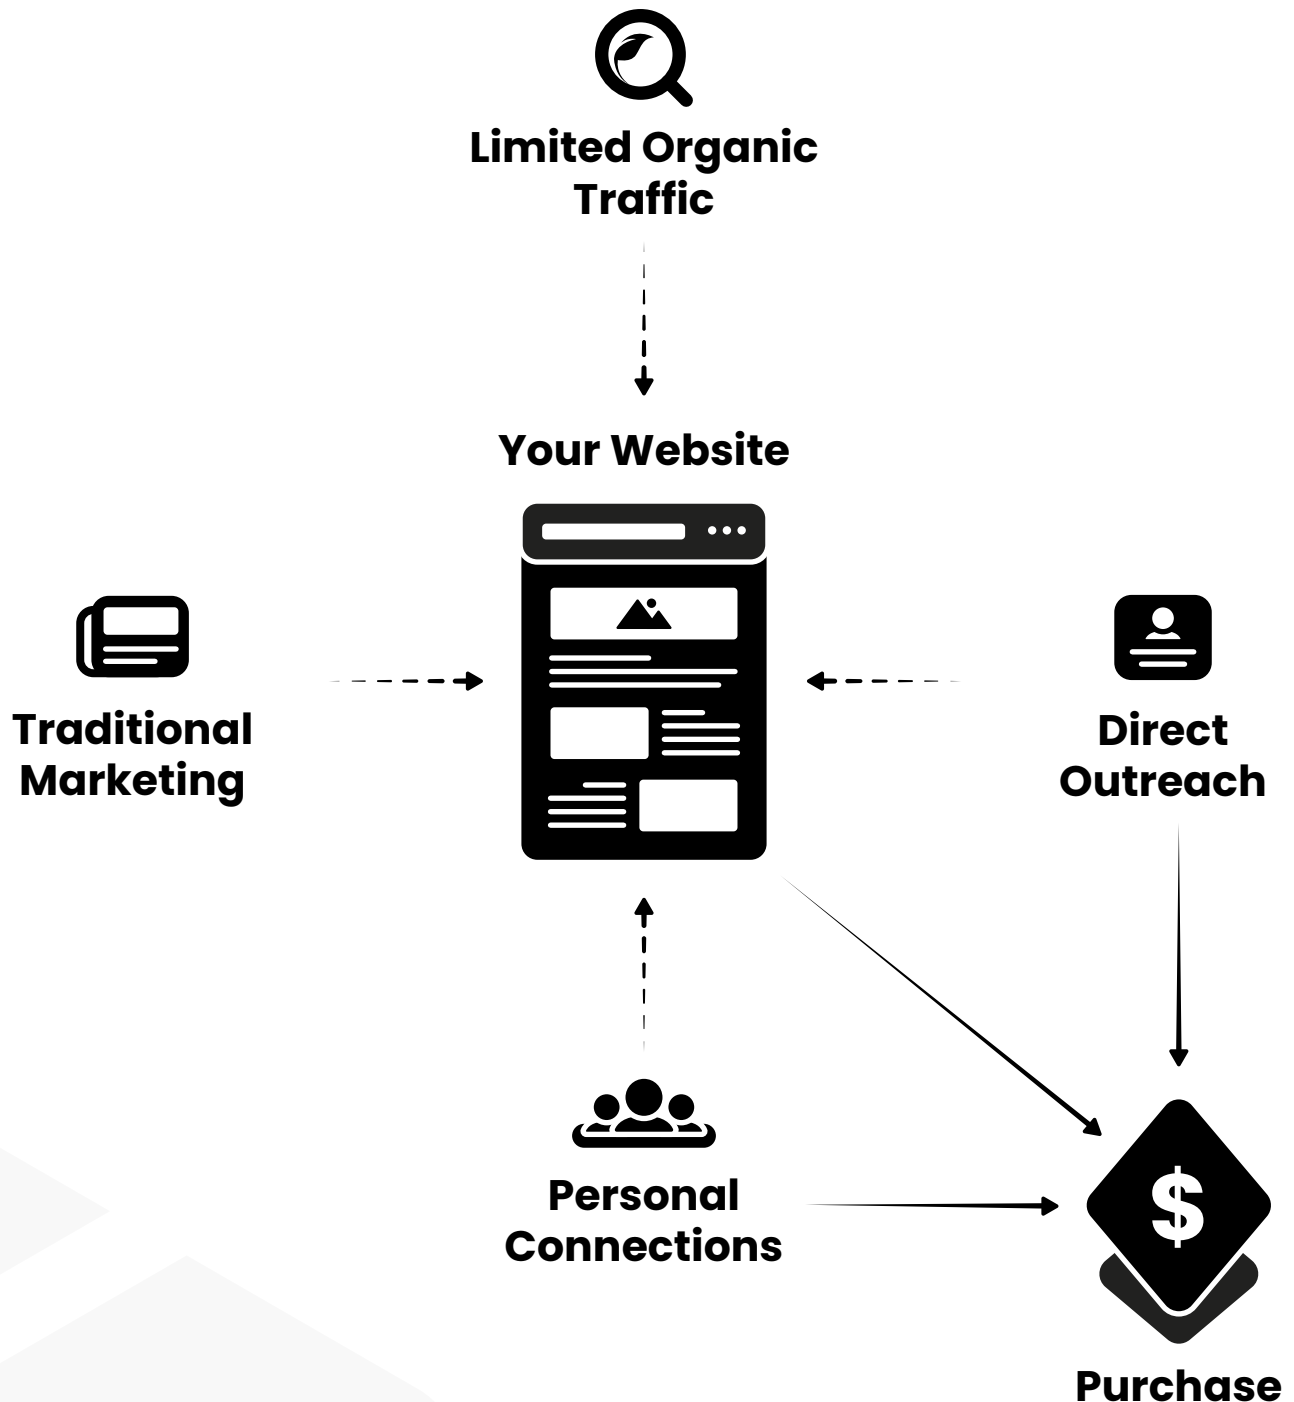 Limited Organic
Traffic
Your Website
Traditional
Marketing
Direct
Outreach
Personal
Connections
$
Purchase